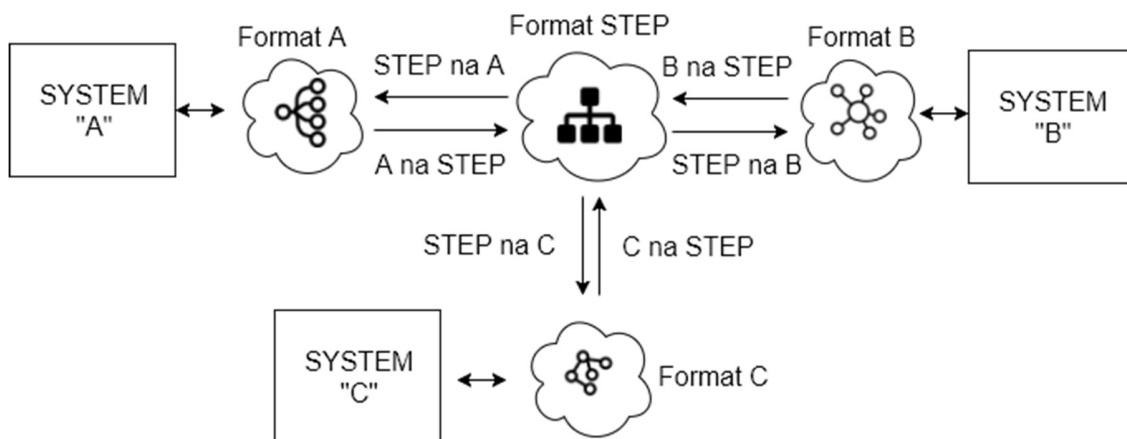 Format STEP
Format A
Format B
STEP na A
B na STEP
SYSTEM
"A"
SYSTEM
"B"
A na STEP
STEP na B
STEP na C
C na STEP
SYSTEM
"C"
Format C